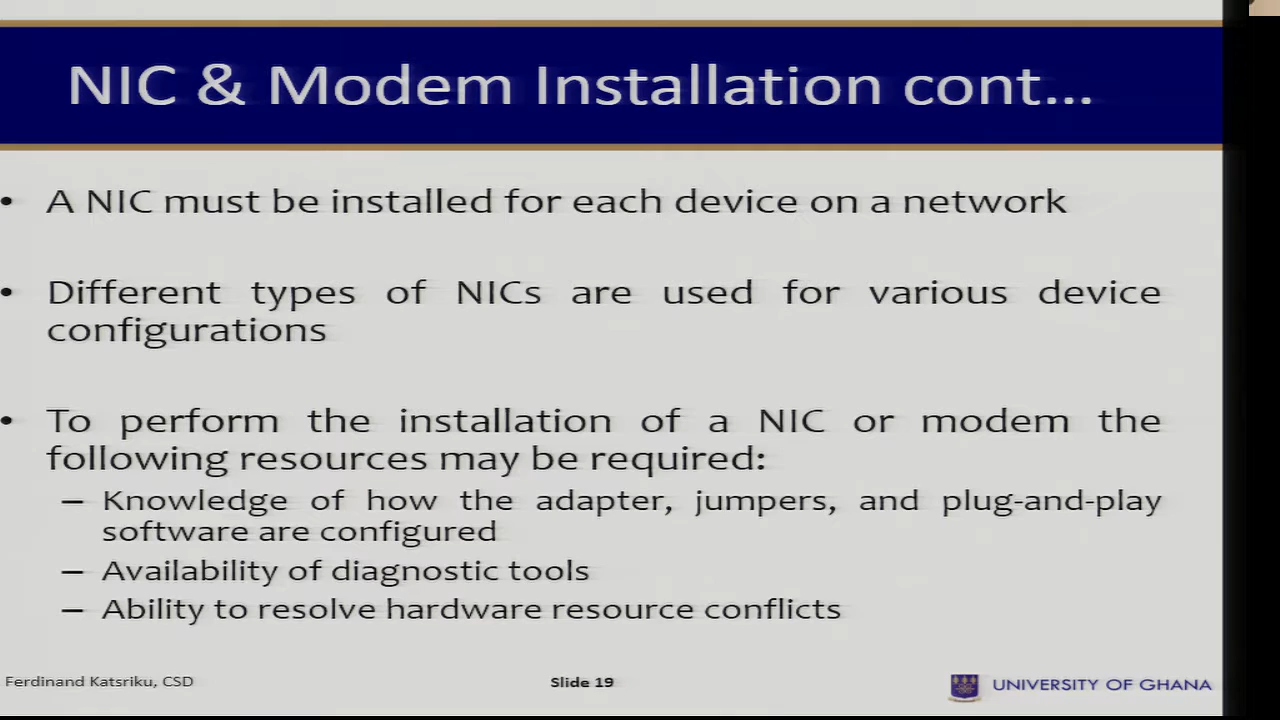 NIC & Modem Installation cont...
• A NIC must be installed for each device on a network
• Different types of NICs are used for various device
configurations
• To perform the installation of a NIC or modem the
following resources may be required:
– Knowledge of how the adapter, jumpers, and plug-and-play
software are configured
– Availability of diagnostic tools
– Ability to resolve hardware resource conflicts
Ferdinand Katsriku, CSD
Slide 19
UNIVERSITY OF GHANA